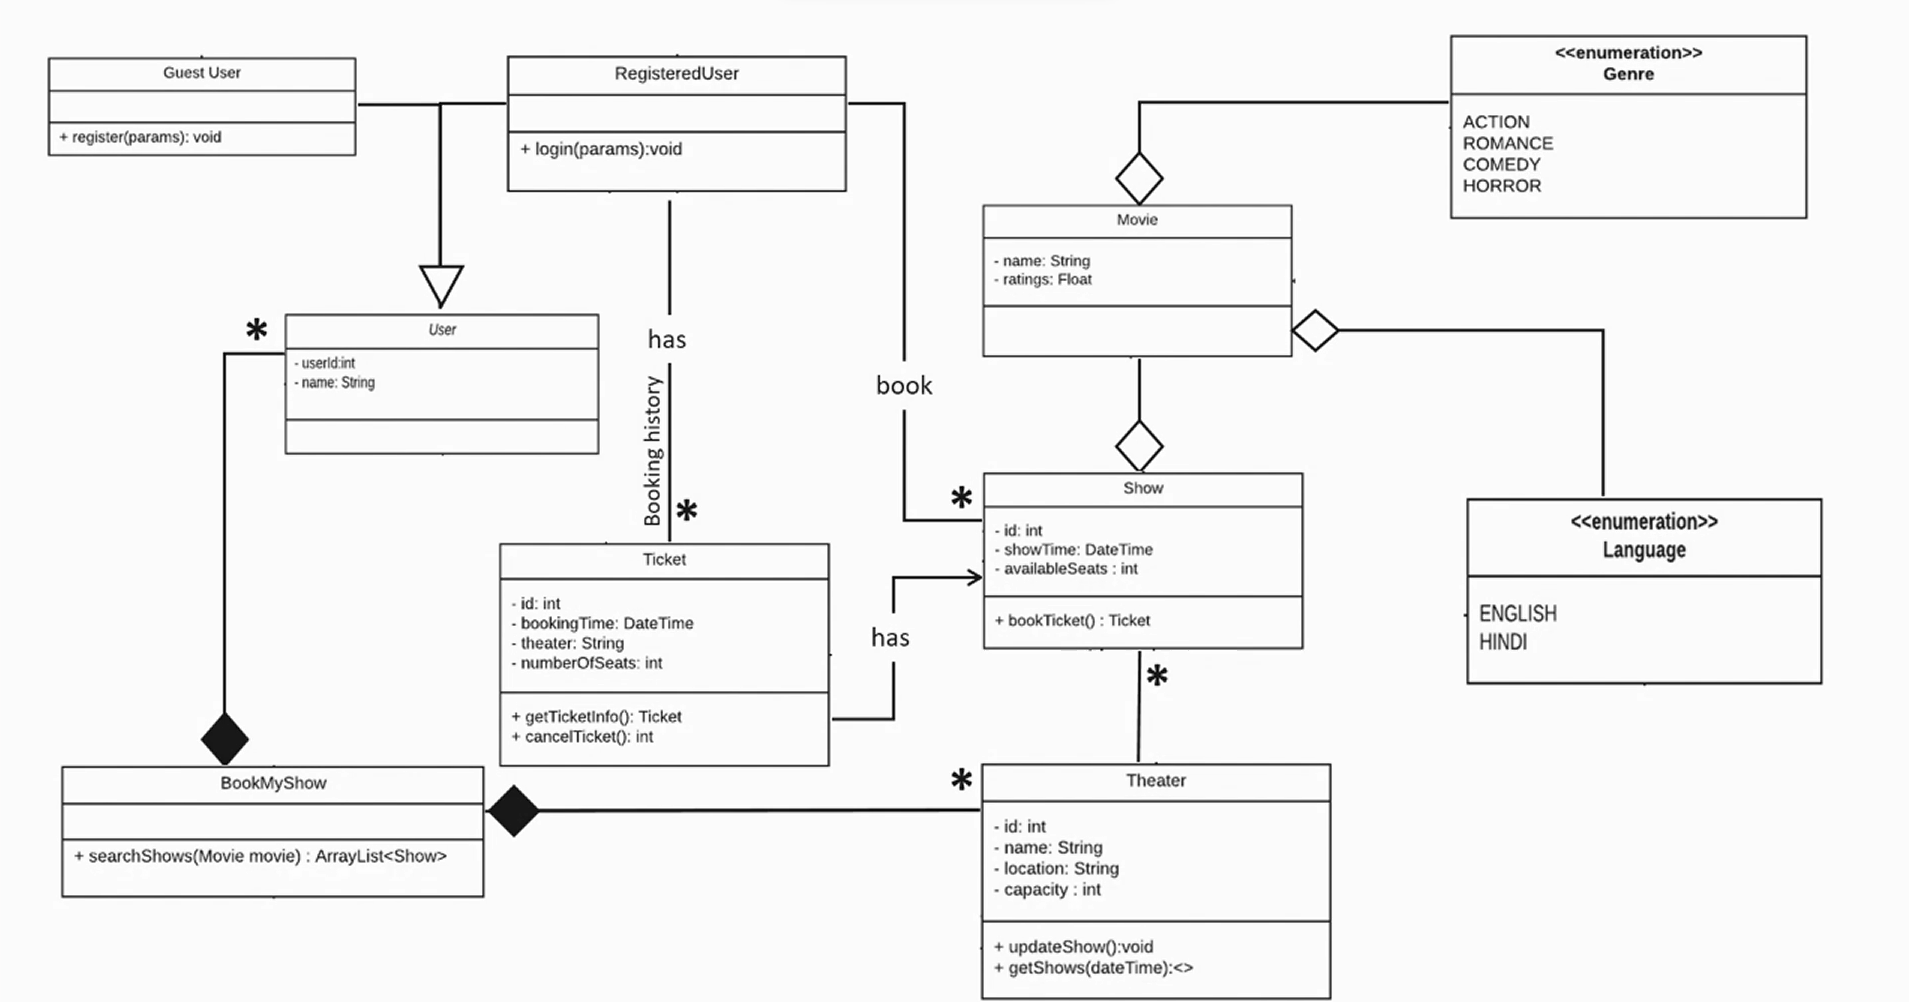 Guest User
+ register(params): void
RegisteredUser
+ login(params):void
<<enumeration>>
Genre
ACTION
ROMANCE
COMEDY
HORROR
Movie
- name: String
- ratings: Float
*
User
- userId:int
- name: String
has
Booking history
*
book
*
Show
- id: int
- showTime: DateTime
- availableSeats : int
+ bookTicket() : Ticket
*
<<enumeration>>
Language
ENGLISH
HINDI
Ticket
- id: int
- bookingTime: DateTime
- theater: String
- numberOfSeats: int
+ getTicketInfo(): Ticket
+ cancelTicket(): int
has
BookMyShow
+ searchShows(Movie movie) : ArrayList<Show>
*
Theater
- id: int
- name: String
- location: String
- capacity : int
+ updateShow():void
+ getShows(dateTime):<>